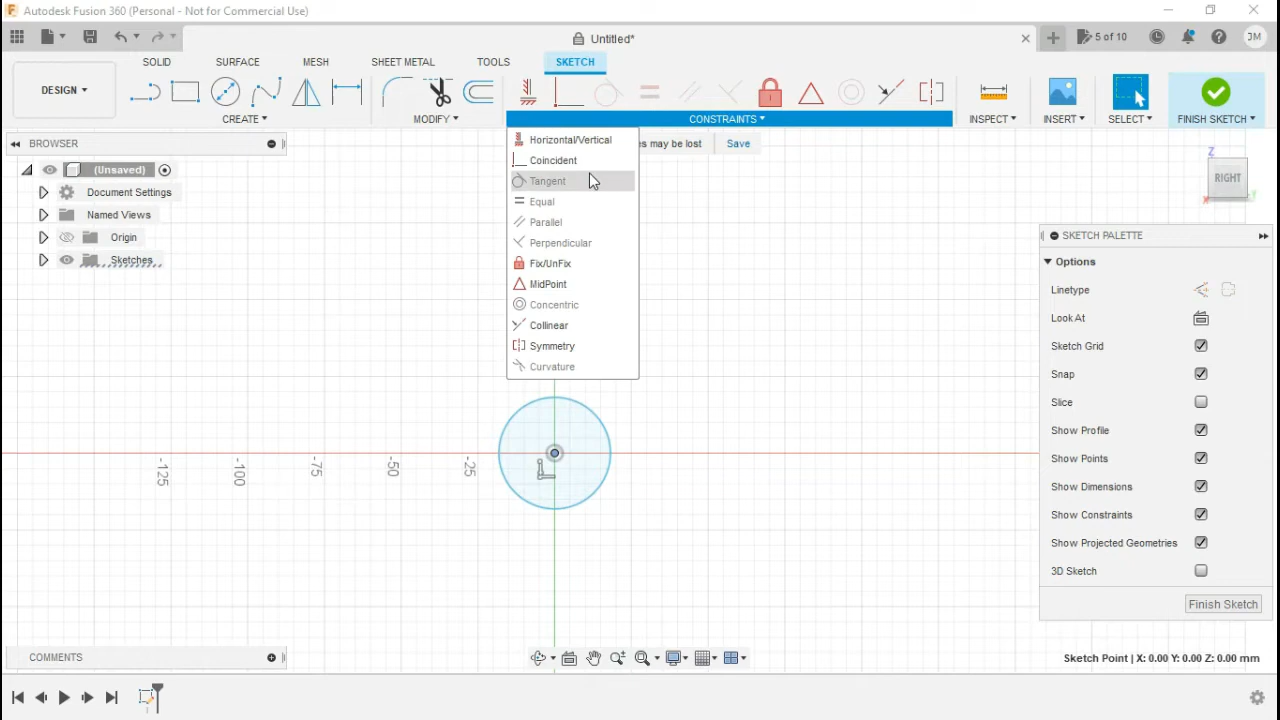 Autodesk Fusion 360 (Personal - Not for Commercial Use)
Untitled*
5 of 10
JM
DESIGN
SOLID SURFACE MESH SHEET METAL TOOLS SKETCH
CREATE MODIFY CONSTRAINTS INSPECT INSERT SELECT FINISH SKETCH
BROWSER
es may be lost Save
(Unsaved)
Document Settings
Named Views
Origin
Sketches
Horizontal/Vertical
Coincident
Tangent
Equal
Parallel
Perpendicular
Fix/UnFix
MidPoint
Concentric
Collinear
Symmetry
Curvature
Z
RIGHT
X
Y
SKETCH PALETTE
Options
Linetype
Look At
Sketch Grid
Snap
Slice
Show Profile
Show Points
Show Dimensions
Show Constraints
Show Projected Geometries
3D Sketch
Finish Sketch
-125 -100 -75 -50 -25
COMMENTS
Sketch Point | X: 0.00 Y: 0.00 Z: 0.00 mm